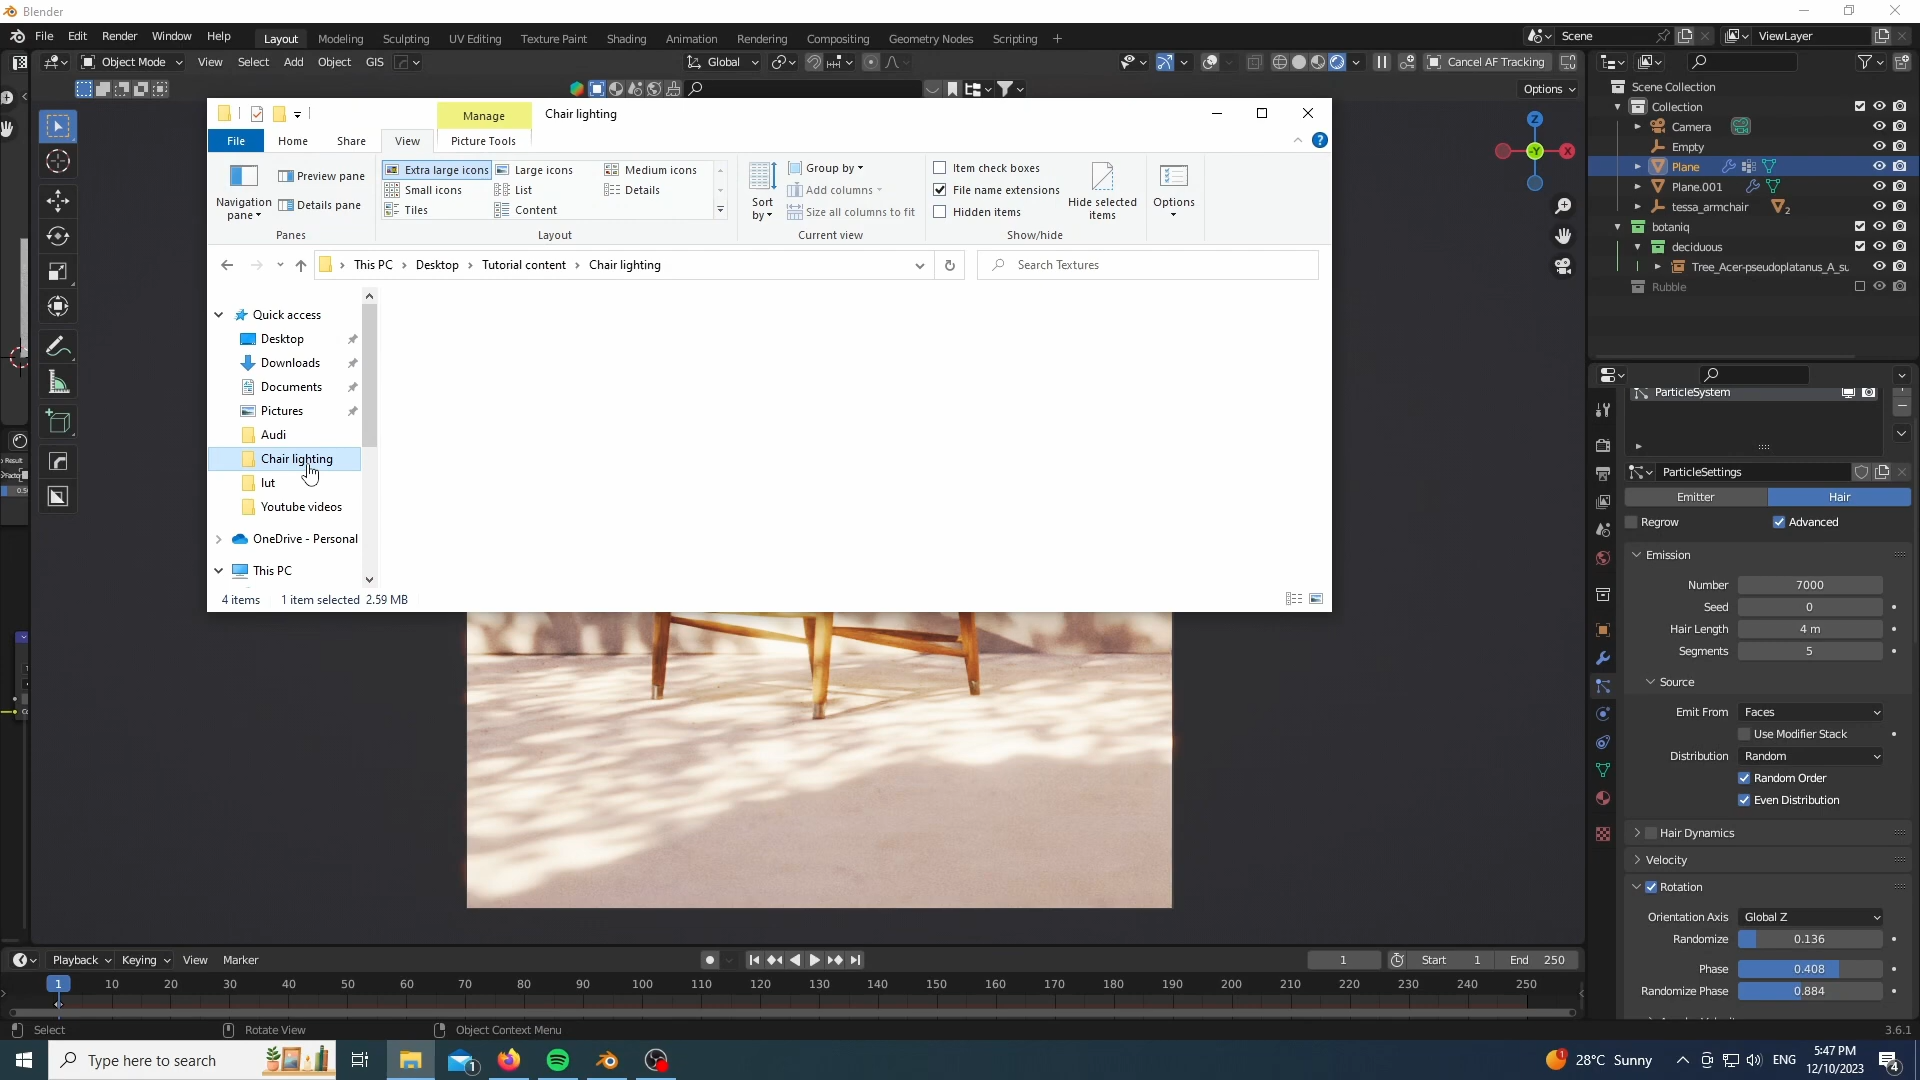 Blender
File Edit Render Window Help Layout Modeling Sculpting UV Editing Texture Paint Shading Animation Rendering Compositing Geometry Nodes Scripting + Scene ViewLayer
Object Mode View Select Add Object GIS Global Cancel AF Tracking
Options
Manage Chair lighting
File Home Share View Picture Tools
Navigation pane Preview pane Details pane
Panes
Extra large icons Large icons Medium icons
Small icons List Details
Tiles Content
Layout
Sort by Group by
Add columns
Size all columns to fit
Current view
Item check boxes
File name extensions
Hidden items
Hide selected items
Show/hide
Options
This PC Desktop Tutorial content Chair lighting Search Textures
Quick access
Desktop
Downloads
Documents
Pictures
Audi
Chair lighting
lut
Youtube videos
OneDrive - Personal
This PC
4 items 1 item selected 2.59 MB
Scene Collection
Collection
Camera
Empty
Plane
Plane.001
tessa_armchair 2
botaniq
deciduous
Tree_Acer-pseudoplatanus_A_su
Rubble
ParticleSystem
ParticleSettings
Emitter Hair
Regrow Advanced
Emission
Number 7000
Seed 0
Hair Length 4 m
Segments 5
Source
Emit From Faces
Use Modifier Stack
Distribution Random
Random Order
Even Distribution
Hair Dynamics
Velocity
Rotation
Orientation Axis Global Z
Randomize 0.136
Phase 0.408
Randomize Phase 0.884
Result
Factor
Playback Keying View Marker 1 Start 1 End 250
1 10 20 30 40 50 60 70 80 90 100 110 120 130 140 150 160 170 180 190 200 210 220 230 240 250
Select Rotate View Object Context Menu 3.6.1
Type here to search 1 28°C Sunny ENG 5:47 PM
12/10/2023 4